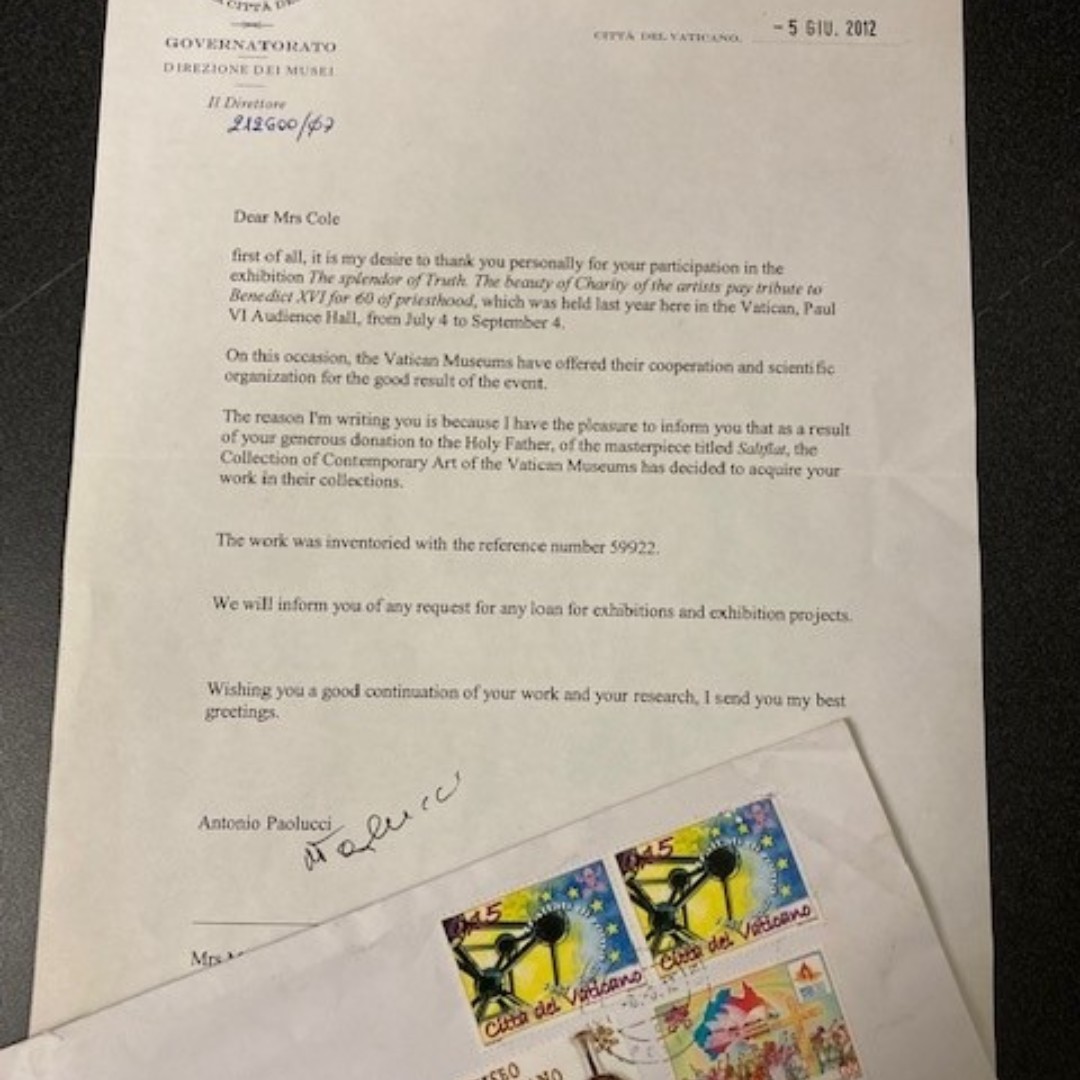 CITTÀ DE
GOVERNATORATO
DIREZIONE DEI MUSEI
Il Direttore
CITTÀ DEL VATICANO,
- 5 GIU. 2012
Dear Mrs Cole
first of all, it is my desire to thank you personally for your participation in the
exhibition The splendor of Truth. The beauty of Charity of the artists pay tribute to
Benedict XVI for 60 of priesthood, which was held last year here in the Vatican, Paul
VI Audience Hall, from July 4 to September 4.
On this occasion, the Vatican Museums have offered their cooperation and scientific
organization for the good result of the event.
The reason I'm writing you is because I have the pleasure to inform you that as a result
of your generous donation to the Holy Father, of the masterpiece titled Saltflat, the
Collection of Contemporary Art of the Vatican Museums has decided to acquire your
work in their collections.
The work was inventoried with the reference number 59922.
We will inform you of any request for any loan for exhibitions and exhibition projects.
Wishing you a good continuation of your work and your research, I send you my best
greetings.
Antonio Paolucci
Mrs
Città del Vaticano
Città del Vaticano